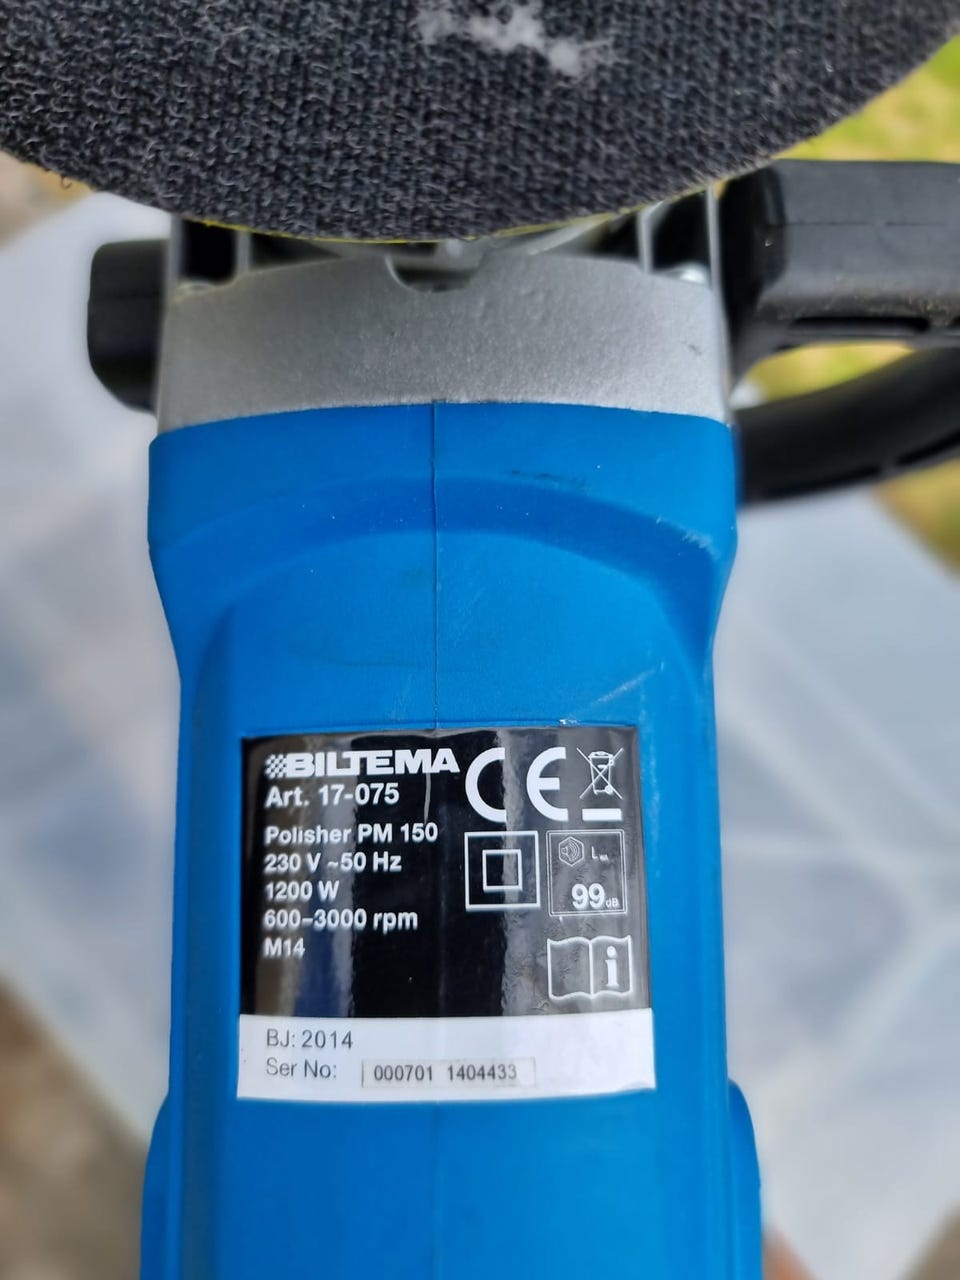 BILTEMA
Art. 17-075
Polisher PM 150
230 V ~50 Hz
1200 W
600-3000 rpm
M14
CE
LWA
99dB
i
BJ: 2014
Ser No: 000701 1404433